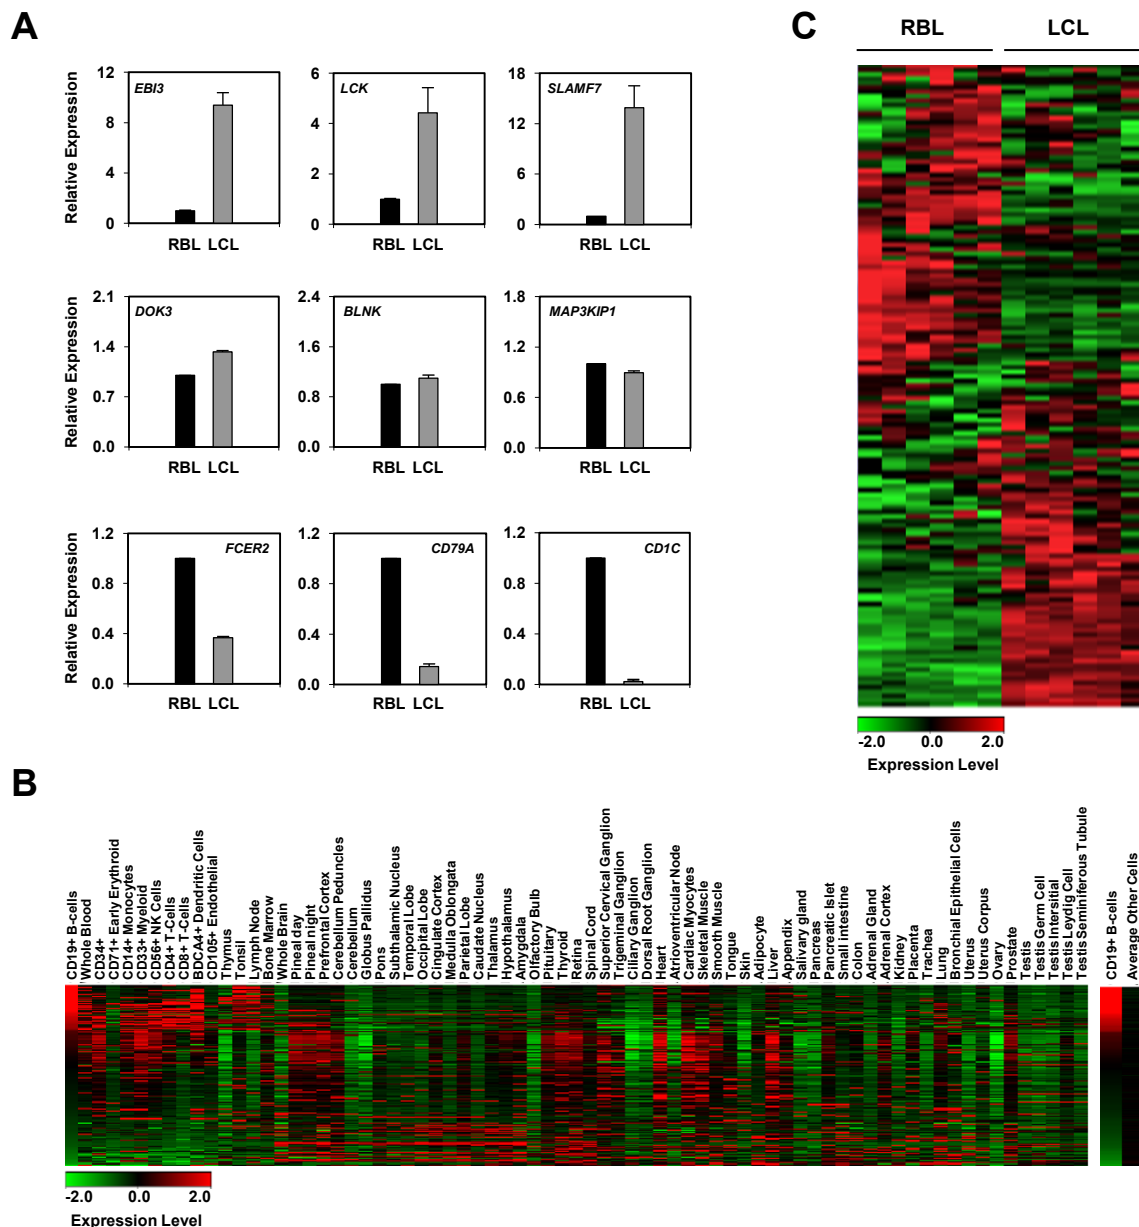 A
C
RBL LCL
EBI3
LCK
SLAMF7
Relative Expression
12
8
4
0
6
4
2
0
18
12
6
0
RBL LCL
RBL LCL
RBL LCL
DOK3
BLNK
MAP3KIP1
Relative Expression
2.1
1.4
0.7
0.0
2.4
1.6
0.8
0.0
1.8
1.2
0.6
0.0
RBL LCL
RBL LCL
RBL LCL
FCER2
CD79A
CD1C
Relative Expression
1.2
0.8
0.4
0.0
1.2
0.8
0.4
0.0
1.2
0.8
0.4
0.0
RBL LCL
RBL LCL
RBL LCL
-2.0 0.0 2.0
Expression Level
B
CD19+ B-cells
Whole Blood
CD34+
CD71+ Early Erythroid
CD14+ Monocytes
CD33+ Myeloid
CD56+ NK Cells
CD4+ T-Cells
CD8+ T-Cells
BDCA4+ Dendritic Cells
CD105+ Endothelial
Thymus
Tonsil
Lymph Node
Bone Marrow
Whole Brain
Pineal day
Pineal night
Prefrontal Cortex
Cerebellum Peduncles
Cerebellum
Globus Pallidus
Pons
Subthalamic Nucleus
Temporal Lobe
Occipital Lobe
Cingulate Cortex
Medulla Oblongata
Parietal Lobe
Caudate Nucleus
Thalamus
Hypothalamus
Amygdala
Olfactory Bulb
Pituitary
Thyroid
Retina
Spinal Cord
Superior Cervical Ganglion
Trigeminal Ganglion
Ciliary Ganglion
Dorsal Root Ganglion
Heart
Atrioventricular Node
Cardiac Myocytes
Skeletal Muscle
Smooth Muscle
Tongue
Skin
Adipocyte
Liver
Appendix
Salivary gland
Pancreas
Pancreatic Islet
Small intestine
Colon
Adrenal Gland
Adrenal Cortex
Kidney
Placenta
Trachea
Lung
Bronchial Epithelial Cells
Uterus
Uterus Corpus
Ovary
Prostate
Testis
Testis Germ Cell
Testis Intersitial
Testis Leydig Cell
Testis Seminiferous Tubule
CD19+ B-cells
Average Other Cells
-2.0 0.0 2.0
Expression Level